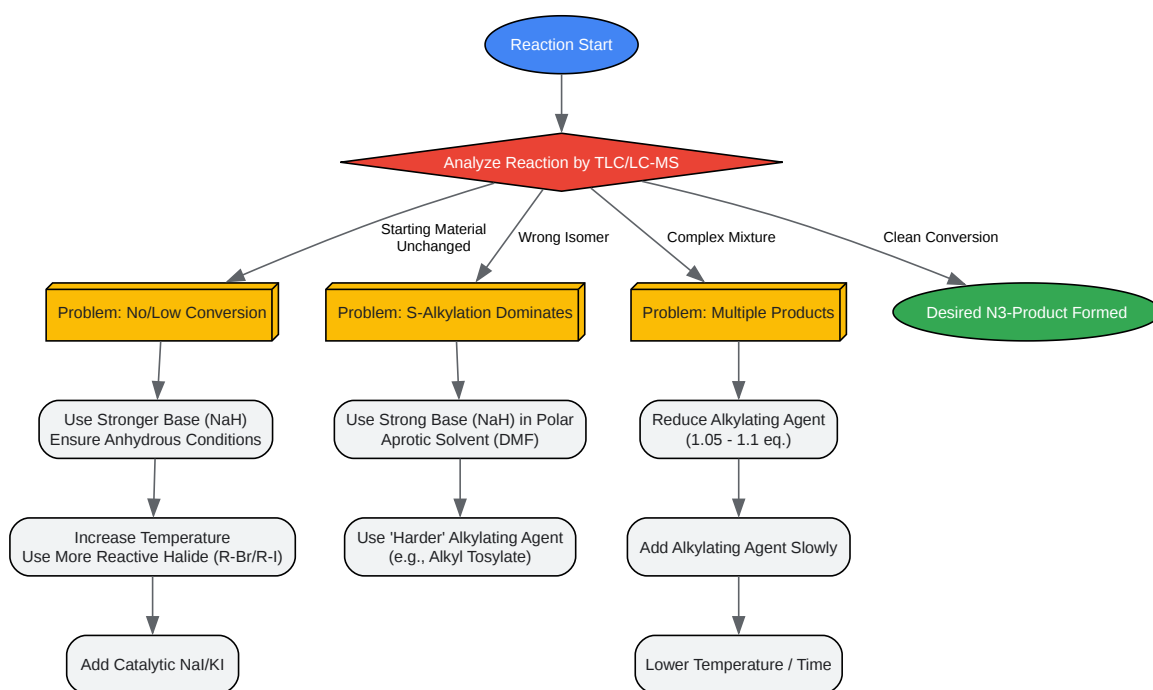 Reaction Start
Analyze Reaction by TLC/LC-MS
Starting Material
Unchanged
Wrong Isomer
Complex Mixture
Clean Conversion
Problem: No/Low Conversion
Problem: S-Alkylation Dominates
Problem: Multiple Products
Desired N3-Product Formed
Use Stronger Base (NaH)
Ensure Anhydrous Conditions
Use Strong Base (NaH) in Polar
Aprotic Solvent (DMF)
Reduce Alkylating Agent
(1.05 - 1.1 eq.)
Increase Temperature
Use More Reactive Halide (R-Br/R-I)
Use 'Harder' Alkylating Agent
(e.g., Alkyl Tosylate)
Add Alkylating Agent Slowly
Add Catalytic NaI/KI
Lower Temperature / Time